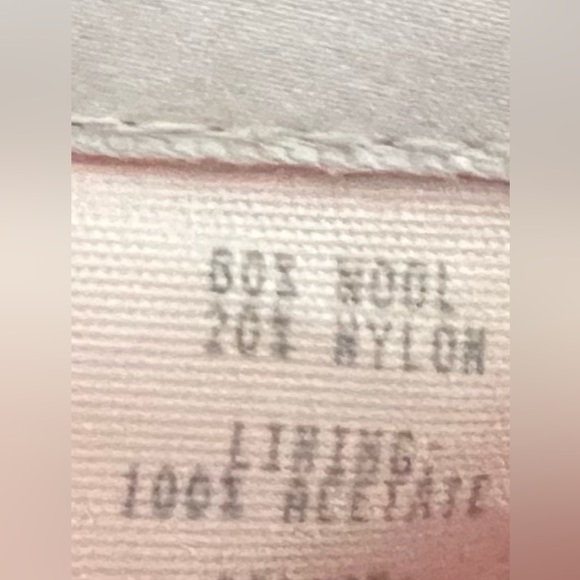 80% WOOL
20% NYLON
LINING:
100% ACETATE